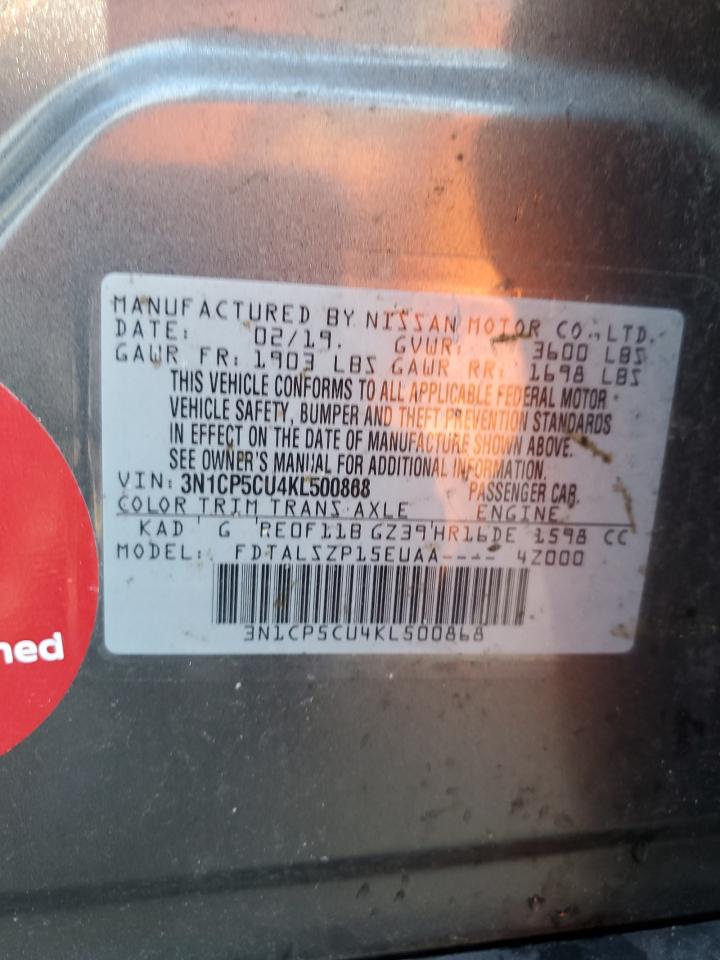 MANUFACTURED BY NISSAN MOTOR CO., LTD.
DATE: 02/19. GVWR: 3600 LBS
GAWR FR: 1903 LBS GAWR RR: 1698 LBS
THIS VEHICLE CONFORMS TO ALL APPLICABLE FEDERAL MOTOR
VEHICLE SAFETY, BUMPER AND THEFT PREVENTION STANDARDS
IN EFFECT ON THE DATE OF MANUFACTURE SHOWN ABOVE.
SEE OWNER'S MANUAL FOR ADDITIONAL INFORMATION.
VIN: 3N1CP5CU4KL500868 PASSENGER CAR
COLOR TRIM TRANS AXLE ENGINE
KAD G RE0F11B GZ39 HR16DE 1598 CC
MODEL: FDTALSZP15EUAA---- 4Z000
3N1CP5CU4KL500868
ned